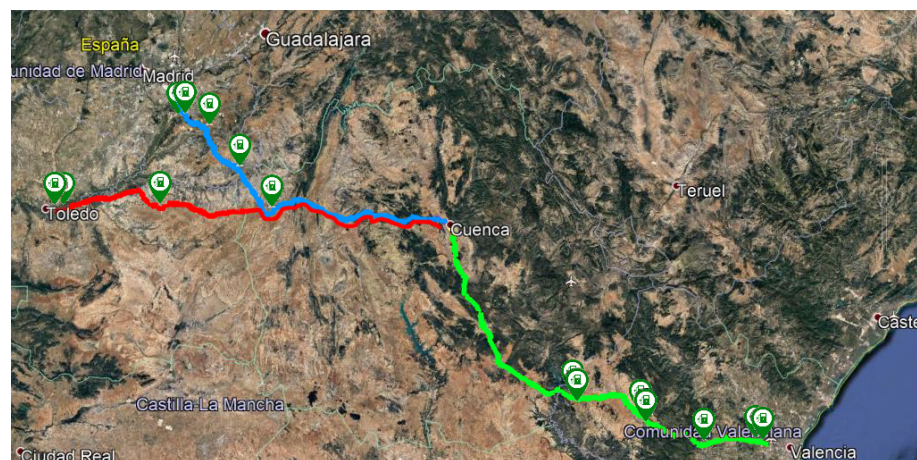 España
Guadalajara
unidad de Madrid
Madrid
Toledo
Teruel
Cuenca
Caste
Castilla-La Mancha
Comunidad Valenciana
Valencia
Ciudad Real